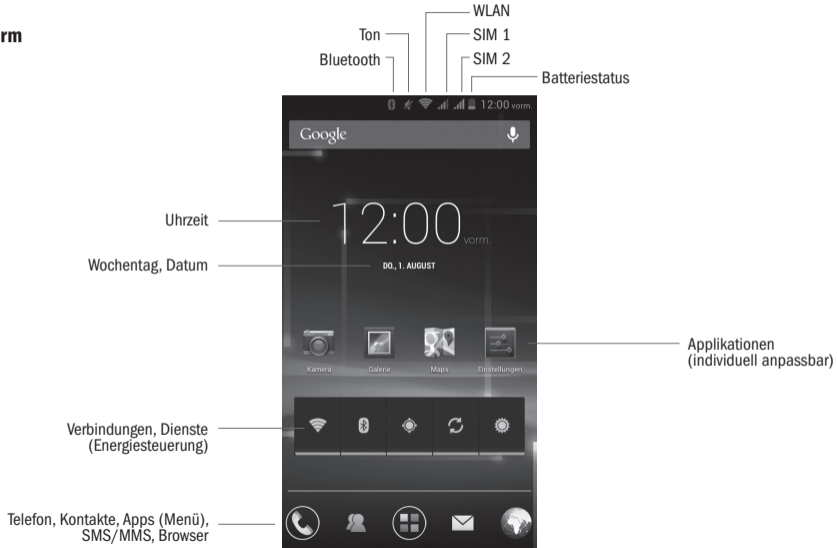 rm
WLAN
Ton
SIM 1
Bluetooth
SIM 2
Batteriestatus
12:00 vorm.
Google
Uhrzeit
12:00 vorm.
Wochentag, Datum
DO., 1. AUGUST
Kamera
Galerie
Maps
Einstellungen
Applikationen
(individuell anpassbar)
Verbindungen, Dienste
(Energiesteuerung)
Telefon, Kontakte, Apps (Menü),
SMS/MMS, Browser